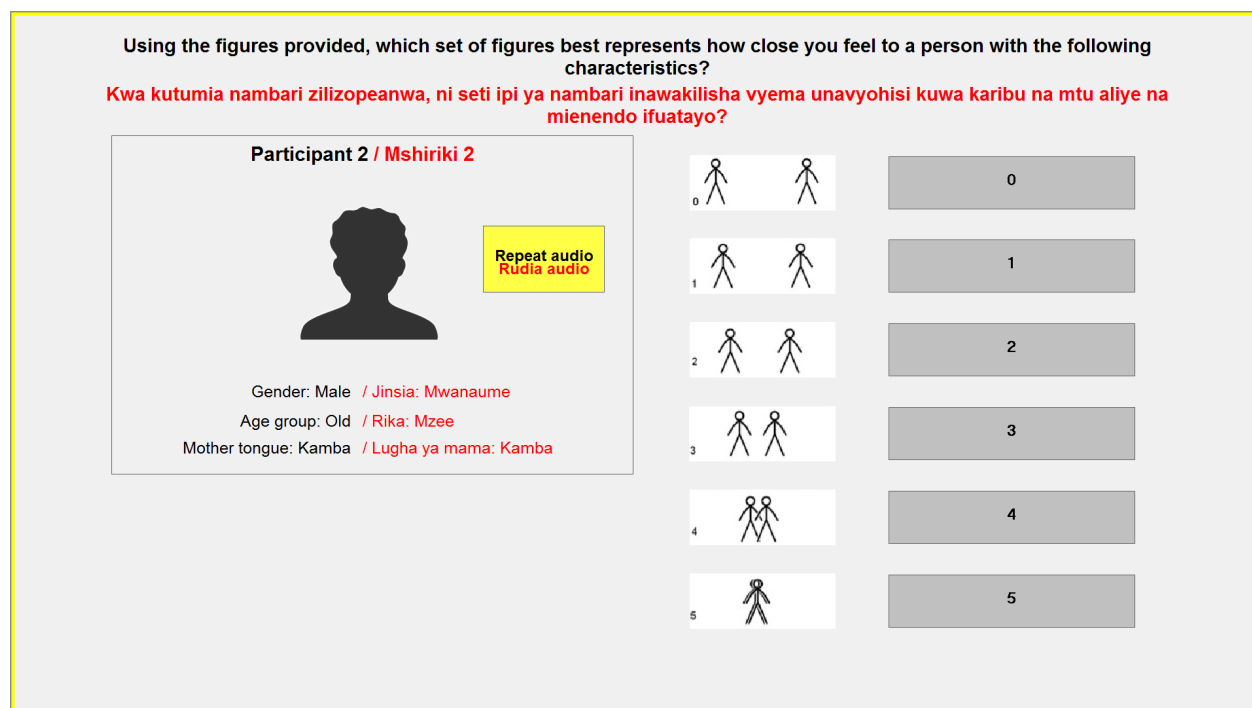 Using the figures provided, which set of figures best represents how close you feel to a person with the following
characteristics?
Kwa kutumia nambari zilizopeanwa, ni seti ipi ya nambari inawakilisha vyema unavyohisi kuwa karibu na mtu aliye na
mienendo ifuatayo?
Participant 2 / Mshiriki 2
Repeat audio
Rudia audio
Gender: Male / Jinsia: Mwanaume
Age group: Old / Rika: Mzee
Mother tongue: Kamba / Lugha ya mama: Kamba
0 0
1 1
2 2
3 3
4 4
5 5